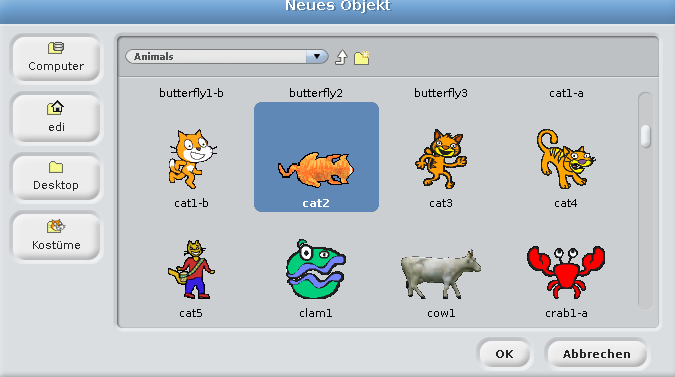 Neues Objekt
Computer
edi
Desktop
Kostüme
Animals
butterfly1-b butterfly2 butterfly3 cat1-a
cat1-b cat2 cat3 cat4
cat5 clam1 cow1 crab1-a
OK Abbrechen